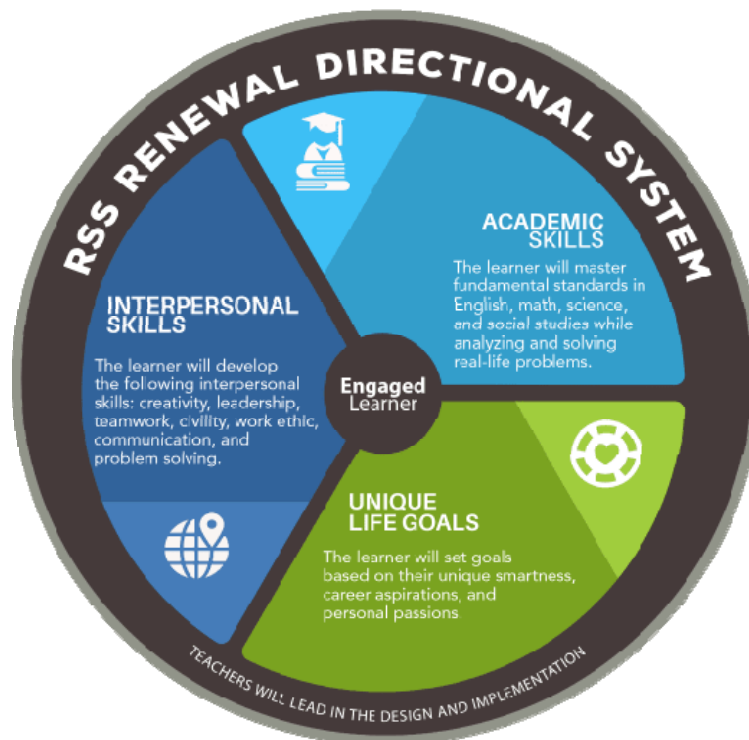 RSS RENEWAL DIRECTIONAL SYSTEM
ACADEMIC
SKILLS
The learner will master
fundamental standards in
English, math, science,
and social studies while
analyzing and solving
real-life problems.
INTERPERSONAL
SKILLS
The learner will develop
the following interpersonal
skills: creativity, leadership,
teamwork, civility, work ethic,
communication, and
problem solving.
Engaged
Learner
UNIQUE
LIFE GOALS
The learner will set goals
based on their unique smartness,
career aspirations, and
personal passions
TEACHERS WILL LEAD IN THE DESIGN AND IMPLEMENTATION